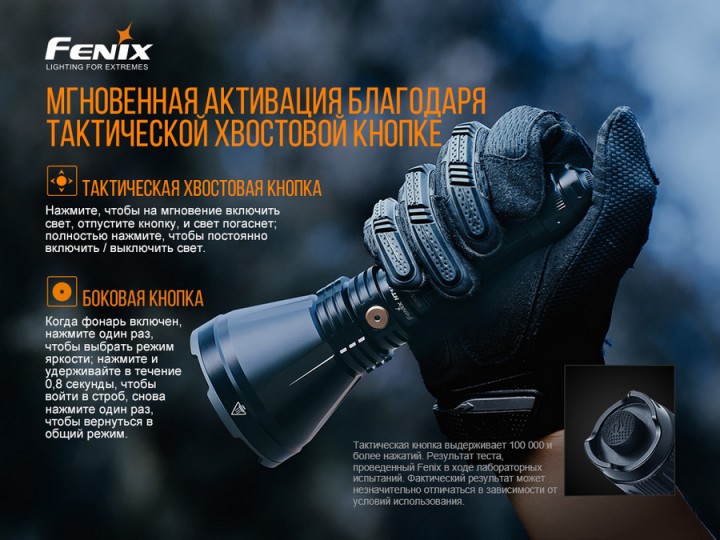 FENIX
LIGHTING FOR EXTREMES
МГНОВЕННАЯ АКТИВАЦИЯ БЛАГОДАРЯ
ТАКТИЧЕСКОЙ ХВОСТОВОЙ КНОПКЕ
ТАКТИЧЕСКАЯ ХВОСТОВАЯ КНОПКА
Нажмите, чтобы на мгновение включить
свет, отпустите кнопку, и свет погаснет;
полностью нажмите, чтобы постоянно
включить / выключить свет.
БОКОВАЯ КНОПКА
Когда фонарь включен,
нажмите один раз,
чтобы выбрать режим
яркости; нажмите и
удерживайте в течение
0,8 секунды, чтобы
войти в строб, снова
нажмите один раз,
чтобы вернуться в
общий режим.
Fenix
Тактическая кнопка выдерживает 100 000 и
более нажатий. Результат теста,
проведенный Fenix в ходе лабораторных
испытаний. Фактический результат может
незначительно отличаться в зависимости от
условий использования.